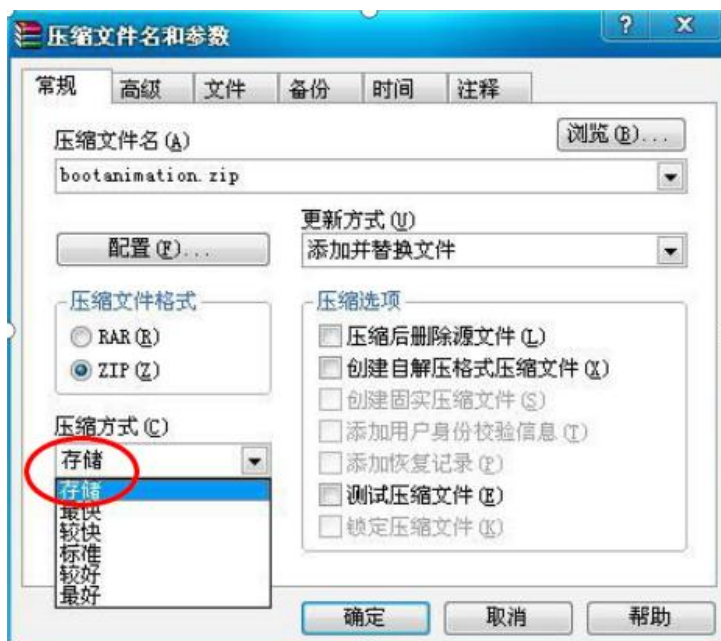 压缩文件名和参数
常规 高级 文件 备份 时间 注释
压缩文件名(A)
浏览(B)...
bootanimation.zip
更新方式(U)
配置(F)...
添加并替换文件
压缩文件格式
RAR(R)
ZIP(Z)
压缩方式(C)
存储
存储
最快
较快
标准
较好
最好
压缩选项
压缩后删除源文件(L)
创建自解压格式压缩文件(X)
创建固实压缩文件(S)
添加用户身份校验信息(T)
添加恢复记录(P)
测试压缩文件(E)
锁定压缩文件(K)
确定 取消 帮助